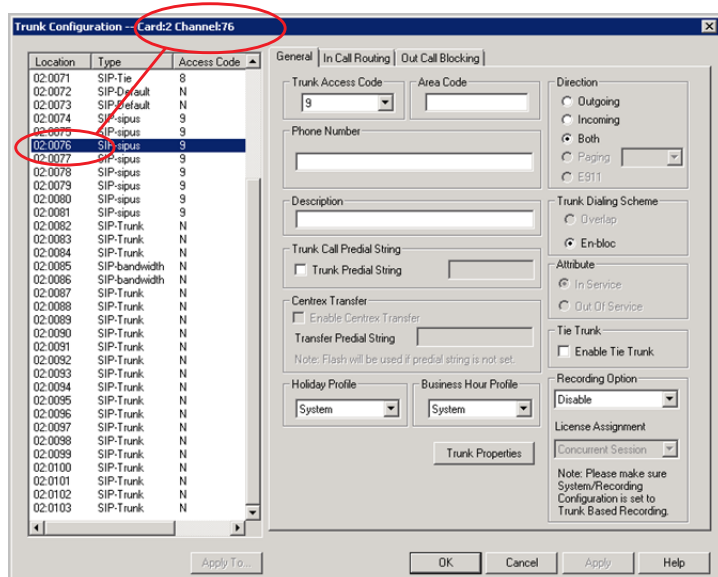 Trunk Configuration -- Card:2 Channel:76
Location Type Access Code
02:0071 SIP-Tie 8
02:0072 SIP-Default N
02:0073 SIP-Default N
02:0074 SIP-sipus 9
02:0075 SIP-sipus 9
02:0076 SIP-sipus 9
02:0077 SIP-sipus 9
02:0078 SIP-sipus 9
02:0079 SIP-sipus 9
02:0080 SIP-sipus 9
02:0081 SIP-sipus 9
02:0082 SIP-Trunk N
02:0083 SIP-Trunk N
02:0084 SIP-Trunk N
02:0085 SIP-bandwidth N
02:0086 SIP-bandwidth N
02:0087 SIP-Trunk N
02:0088 SIP-Trunk N
02:0089 SIP-Trunk N
02:0090 SIP-Trunk N
02:0091 SIP-Trunk N
02:0092 SIP-Trunk N
02:0093 SIP-Trunk N
02:0094 SIP-Trunk N
02:0095 SIP-Trunk N
02:0096 SIP-Trunk N
02:0097 SIP-Trunk N
02:0098 SIP-Trunk N
02:0099 SIP-Trunk N
02:0100 SIP-Trunk N
02:0101 SIP-Trunk N
02:0102 SIP-Trunk N
02:0103 SIP-Trunk N
Apply To...
General In Call Routing Out Call Blocking
Trunk Access Code
9
Area Code
Phone Number
Description
Trunk Call Predial String
Trunk Predial String
Centrex Transfer
Enable Centrex Transfer
Transfer Predial String
Note: Flash will be used if predial string is not set.
Holiday Profile
System
Business Hour Profile
System
Trunk Properties
Direction
Outgoing
Incoming
Both
Paging
E911
Trunk Dialing Scheme
Overlap
En-bloc
Attribute
In Service
Out Of Service
Tie Trunk
Enable Tie Trunk
Recording Option
Disable
License Assignment
Concurrent Session
Note: Please make sure
System/Recording
Configuration is set to
Trunk Based Recording.
OK Cancel Apply Help